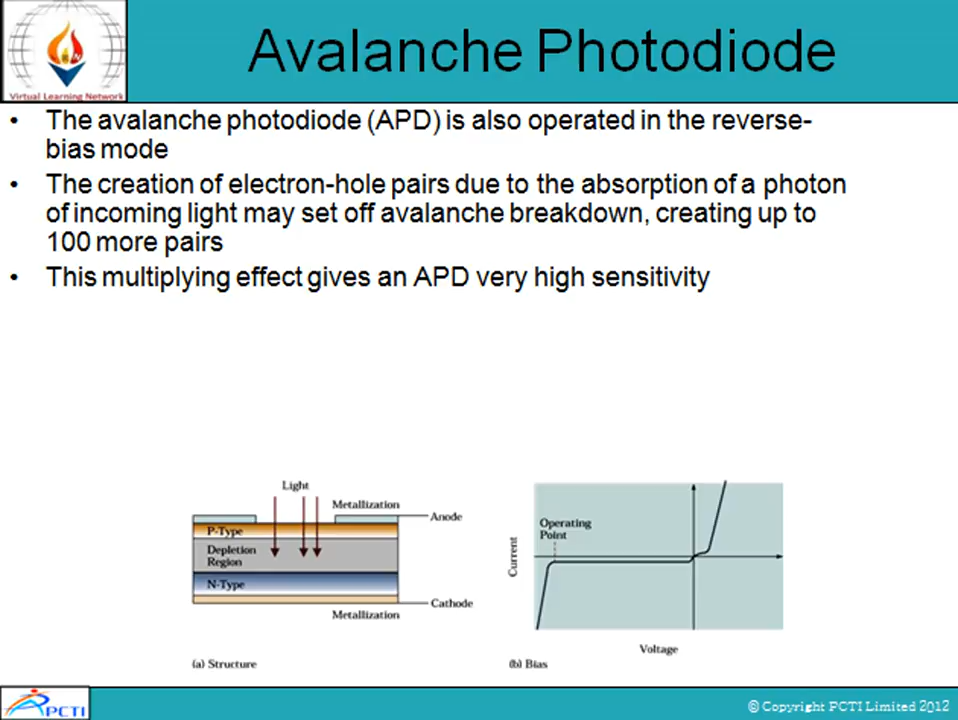 Avalanche Photodiode
Virtual Learning Network
• The avalanche photodiode (APD) is also operated in the reverse-
bias mode
• The creation of electron-hole pairs due to the absorption of a photon
of incoming light may set off avalanche breakdown, creating up to
100 more pairs
• This multiplying effect gives an APD very high sensitivity
Light
Metallization
Anode
P-Type
Depletion
Region
N-Type
Cathode
Metallization
(a) Structure
Operating
Point
Current
Voltage
(b) Bias
PCTI
© Copyright PCTI Limited 2012